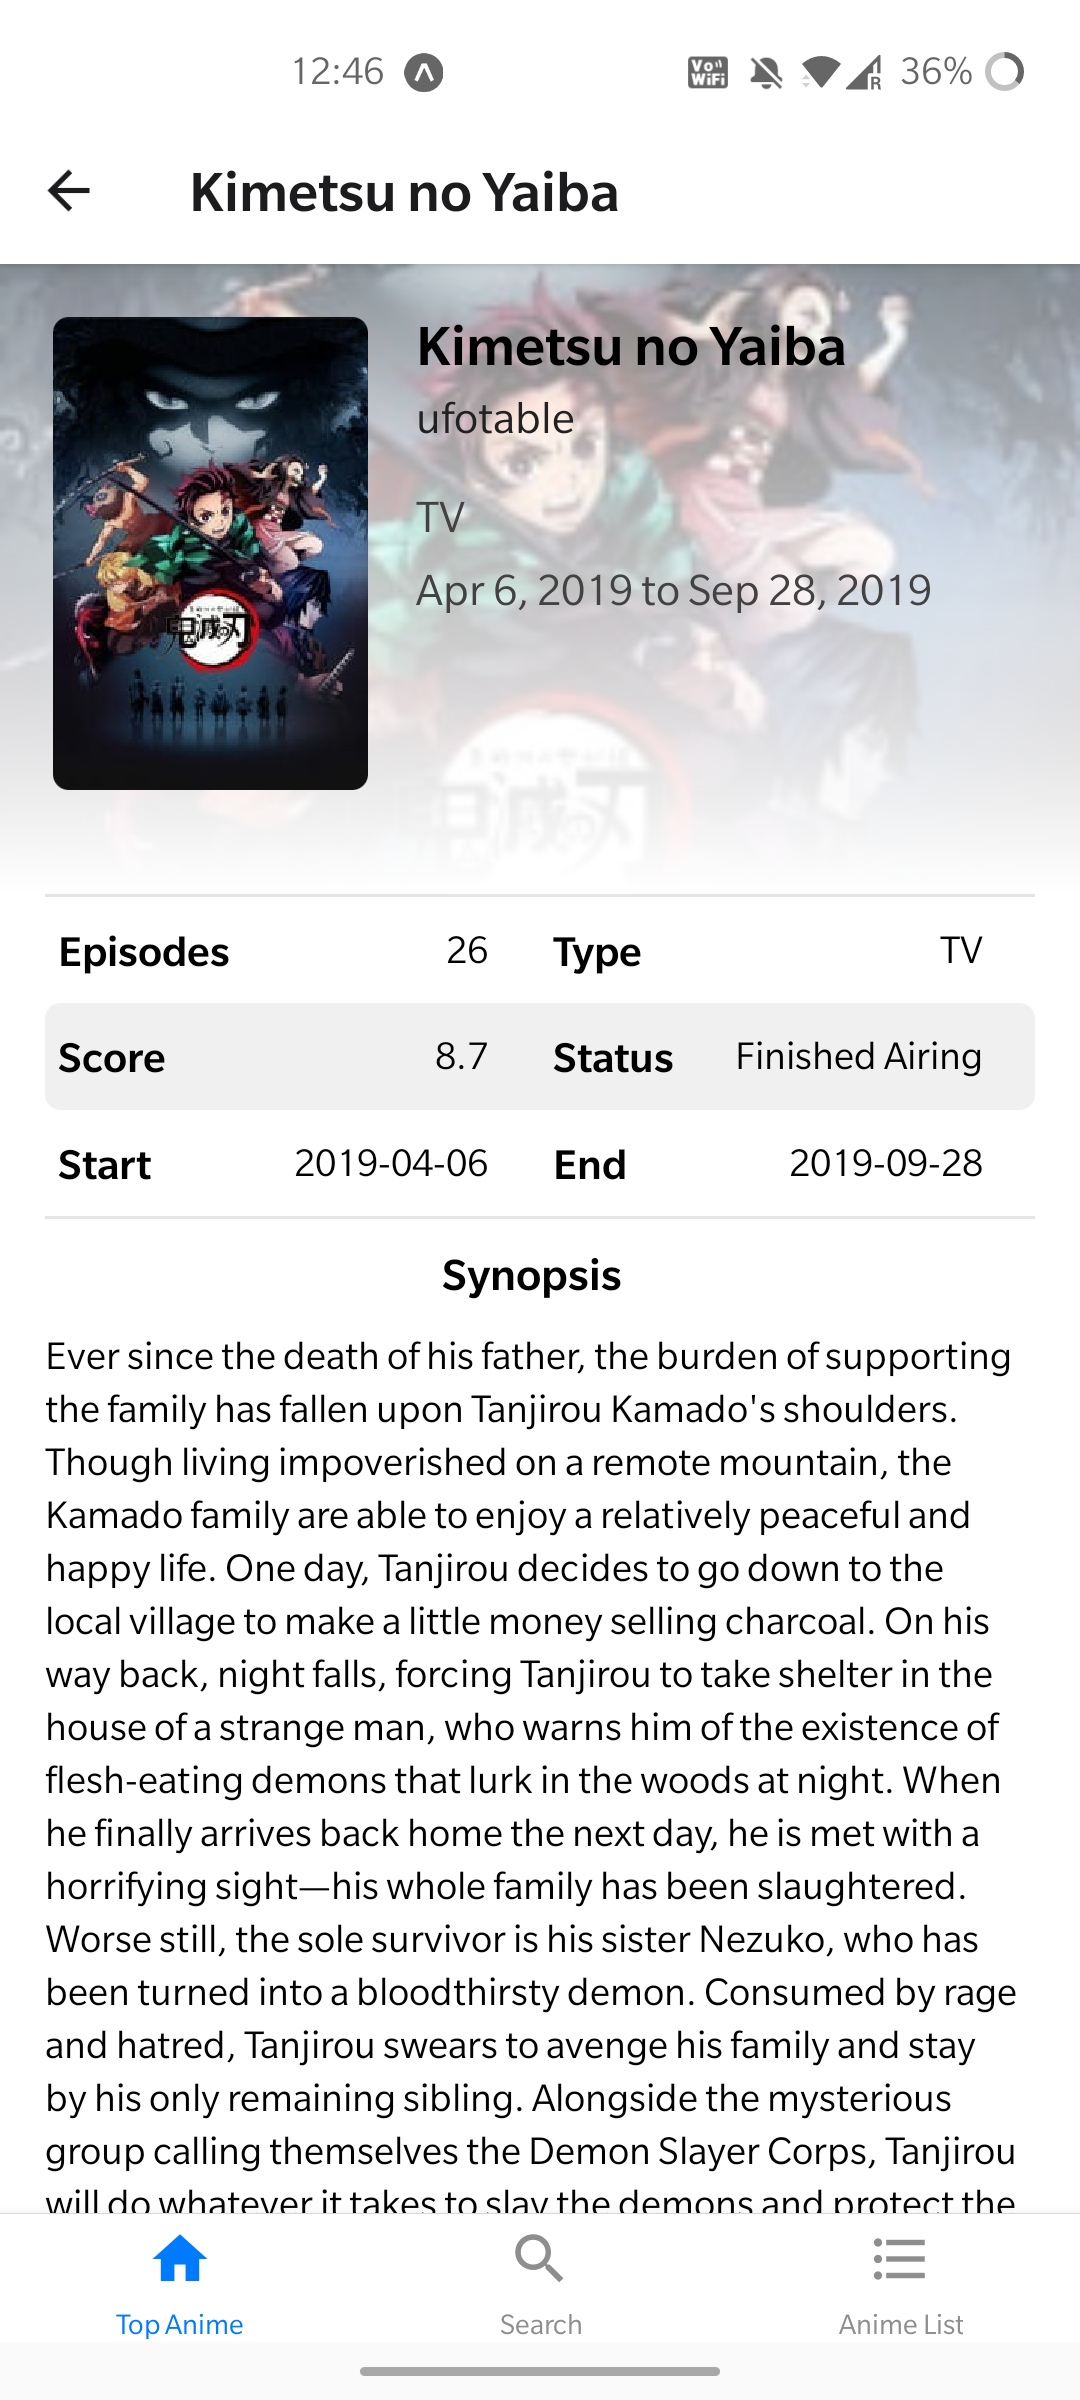 12:46
Vo WiFi
R
36%
Kimetsu no Yaiba
Kimetsu no Yaiba
ufotable
TV
Apr 6, 2019 to Sep 28, 2019
鬼滅の刃
Episodes 26 Type TV
Score 8.7 Status Finished Airing
Start 2019-04-06 End 2019-09-28
Synopsis
Ever since the death of his father, the burden of supporting
the family has fallen upon Tanjirou Kamado's shoulders.
Though living impoverished on a remote mountain, the
Kamado family are able to enjoy a relatively peaceful and
happy life. One day, Tanjirou decides to go down to the
local village to make a little money selling charcoal. On his
way back, night falls, forcing Tanjirou to take shelter in the
house of a strange man, who warns him of the existence of
flesh-eating demons that lurk in the woods at night. When
he finally arrives back home the next day, he is met with a
horrifying sight—his whole family has been slaughtered.
Worse still, the sole survivor is his sister Nezuko, who has
been turned into a bloodthirsty demon. Consumed by rage
and hatred, Tanjirou swears to avenge his family and stay
by his only remaining sibling. Alongside the mysterious
group calling themselves the Demon Slayer Corps, Tanjirou
will do whatever it takes to slay the demons and protect the
Top Anime Search Anime List